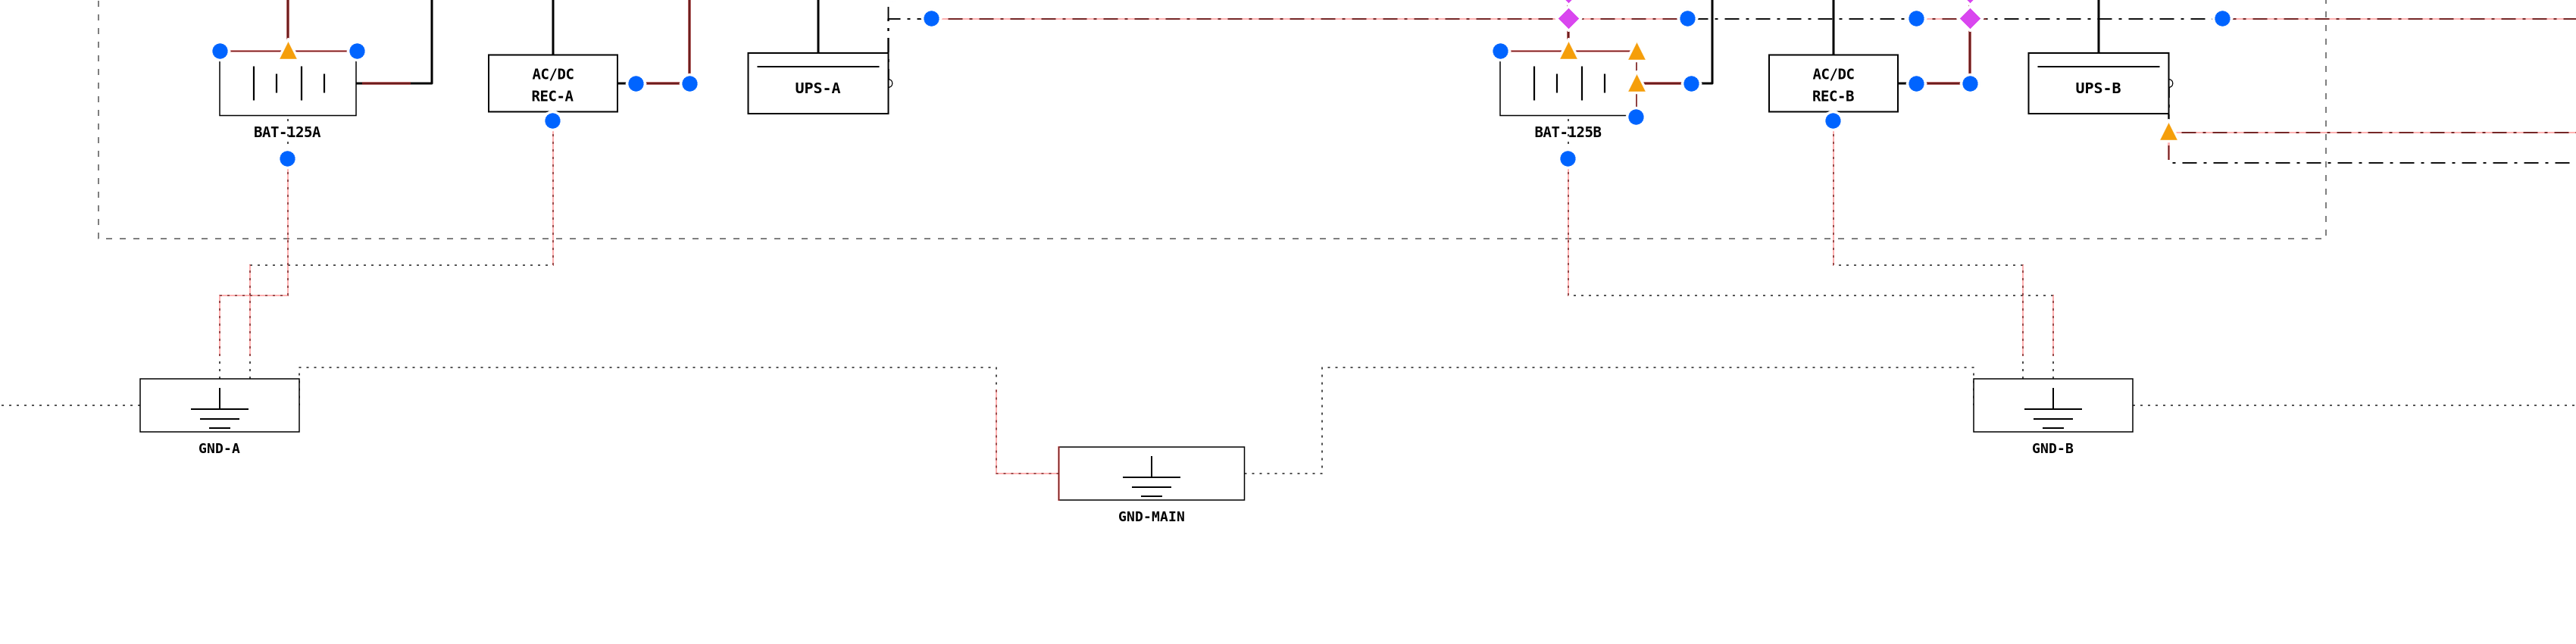 AC/DC
REC-A
UPS-A
AC/DC
REC-B
UPS-B
BAT-125A
BAT-125B
GND-A
GND-B
GND-MAIN